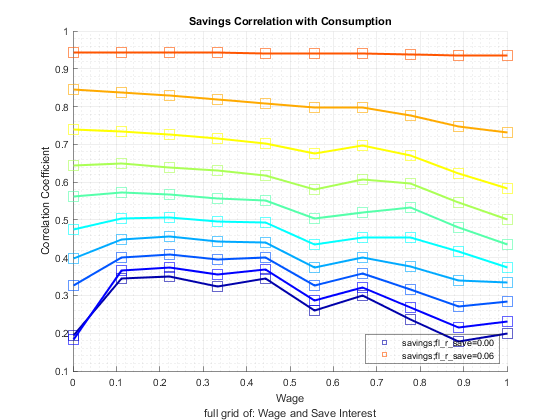 Savings Correlation with Consumption
Correlation Coefficient
1
0.9
0.8
0.7
0.6
0.5
0.4
0.3
0.2
0.1
savings;fl_r_save=0.00
savings;fl_r_save=0.06
0 0.1 0.2 0.3 0.4 0.5 0.6 0.7 0.8 0.9 1
Wage
full grid of: Wage and Save Interest